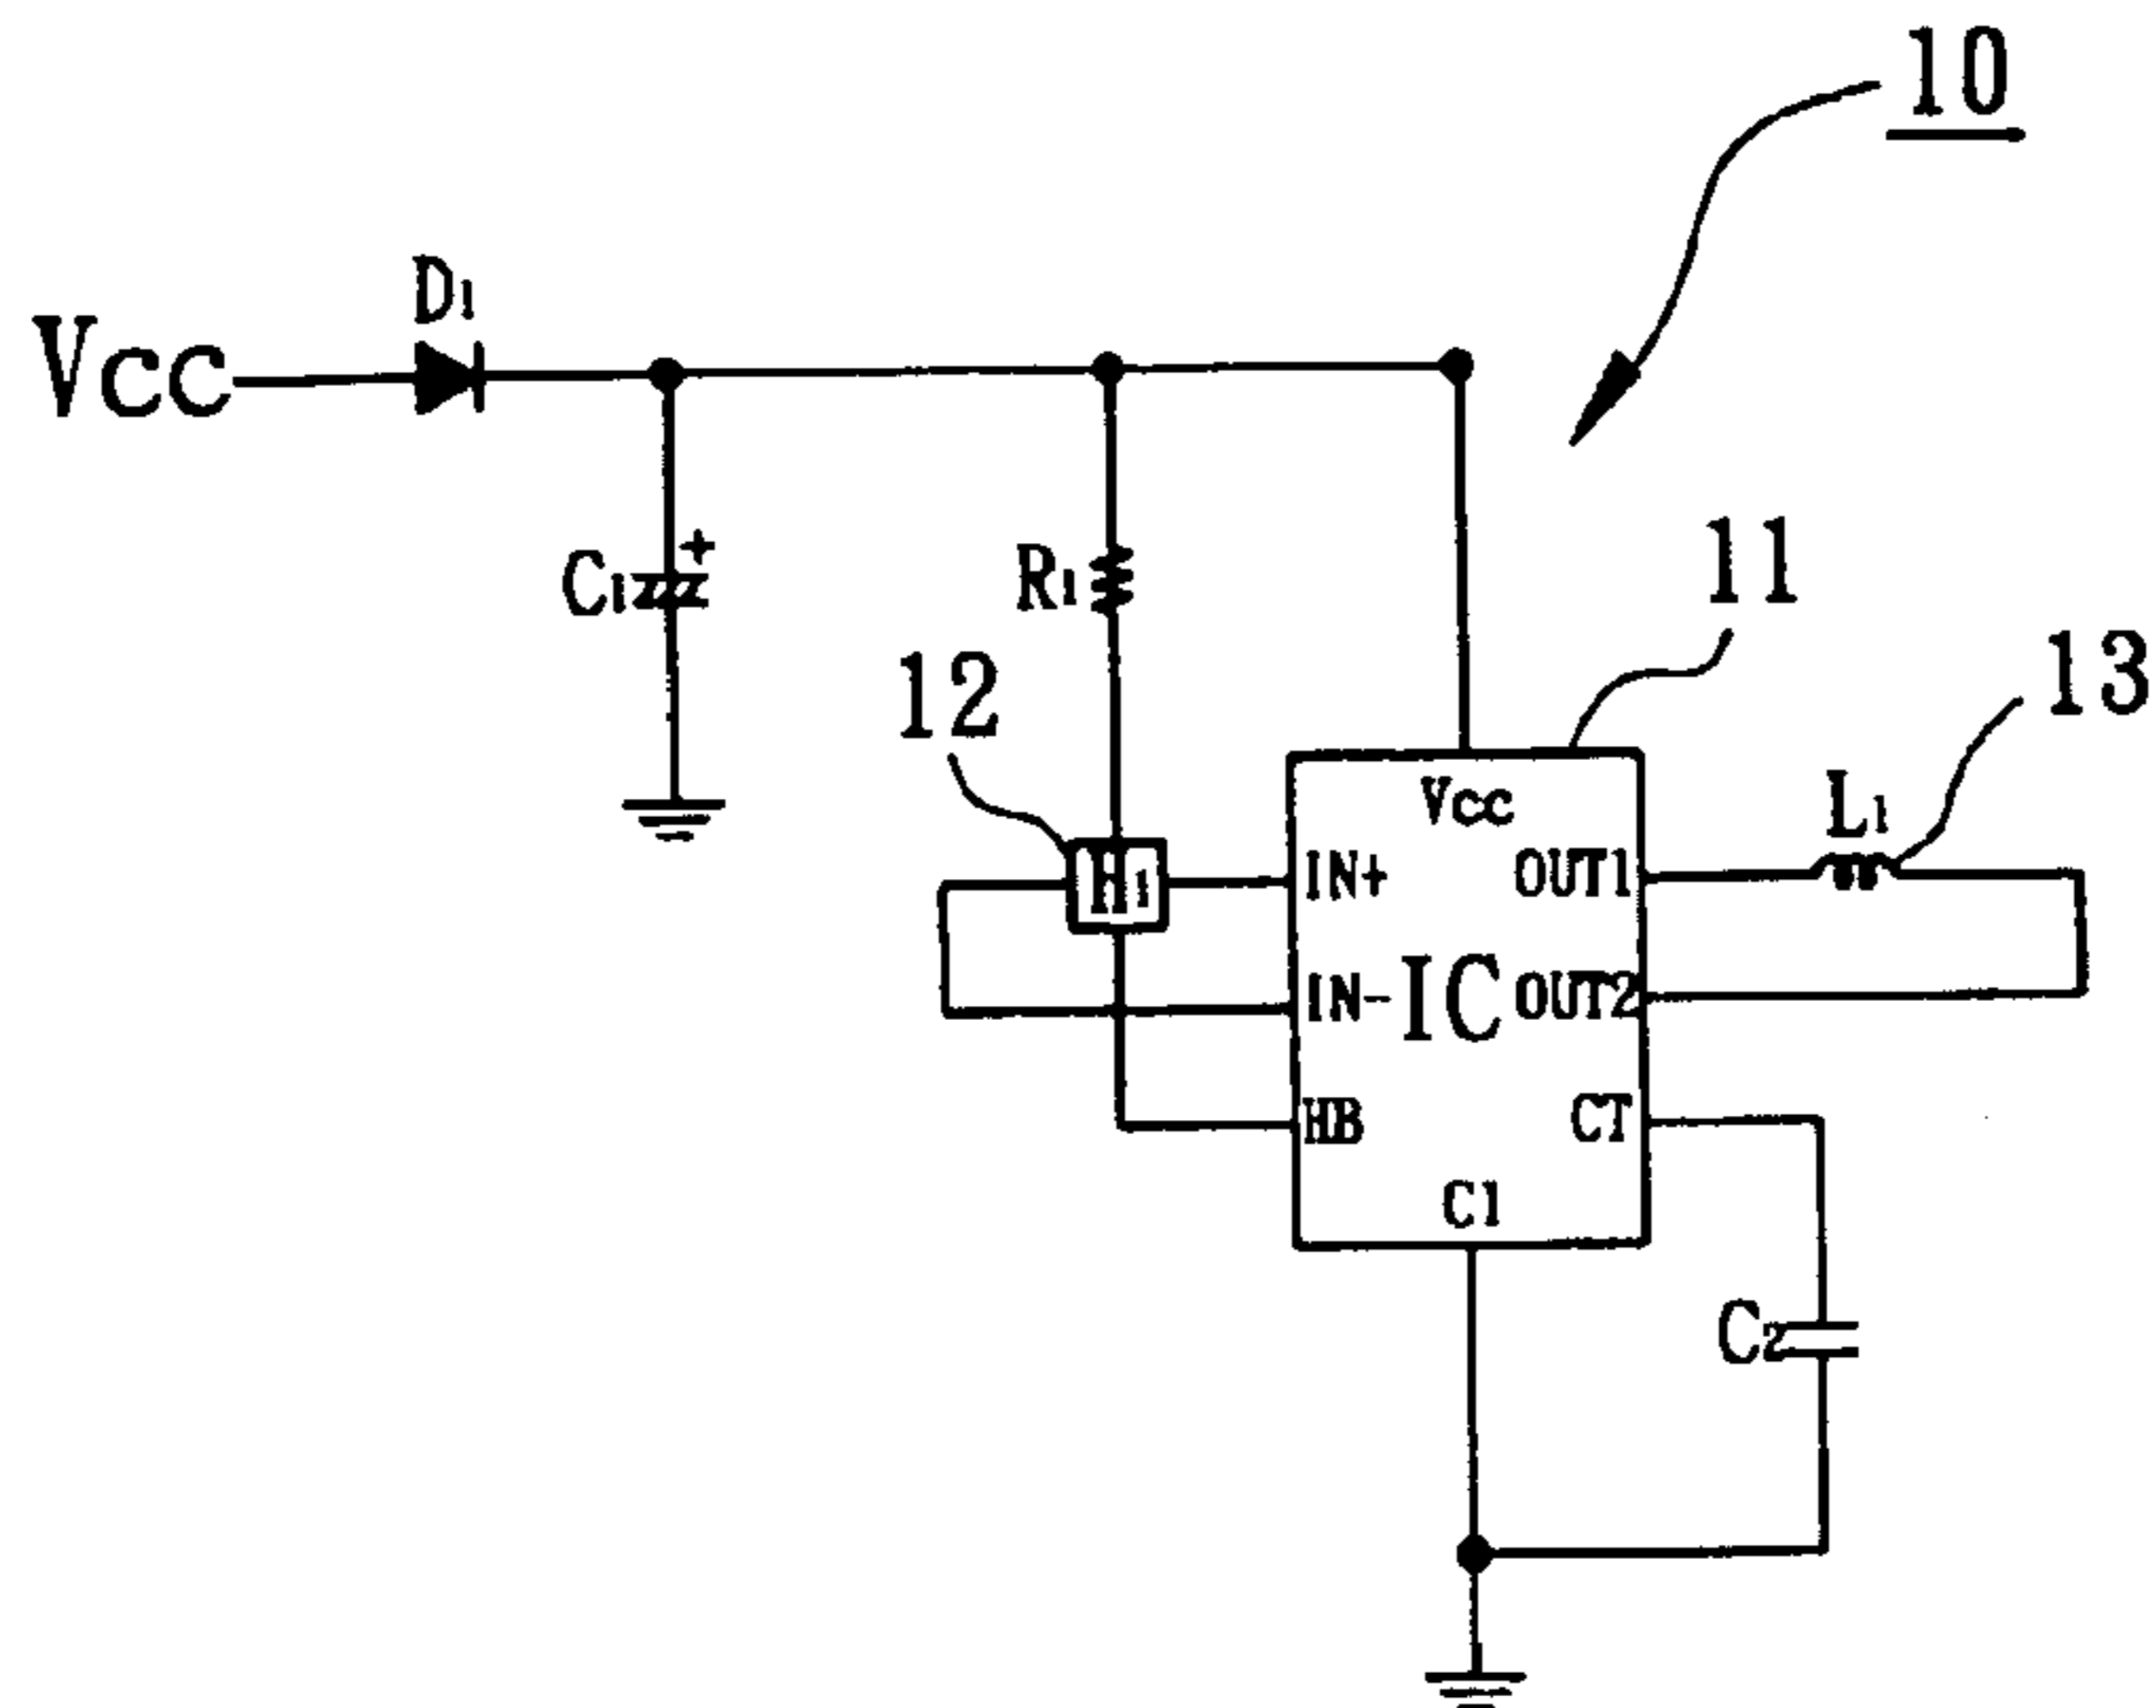 10
D1
VCC
C1
+
R1
11
12
13
VCC
L1
IN+
OUT1
H1
IN-
IC
OUT2
HB
CT
C1
C2